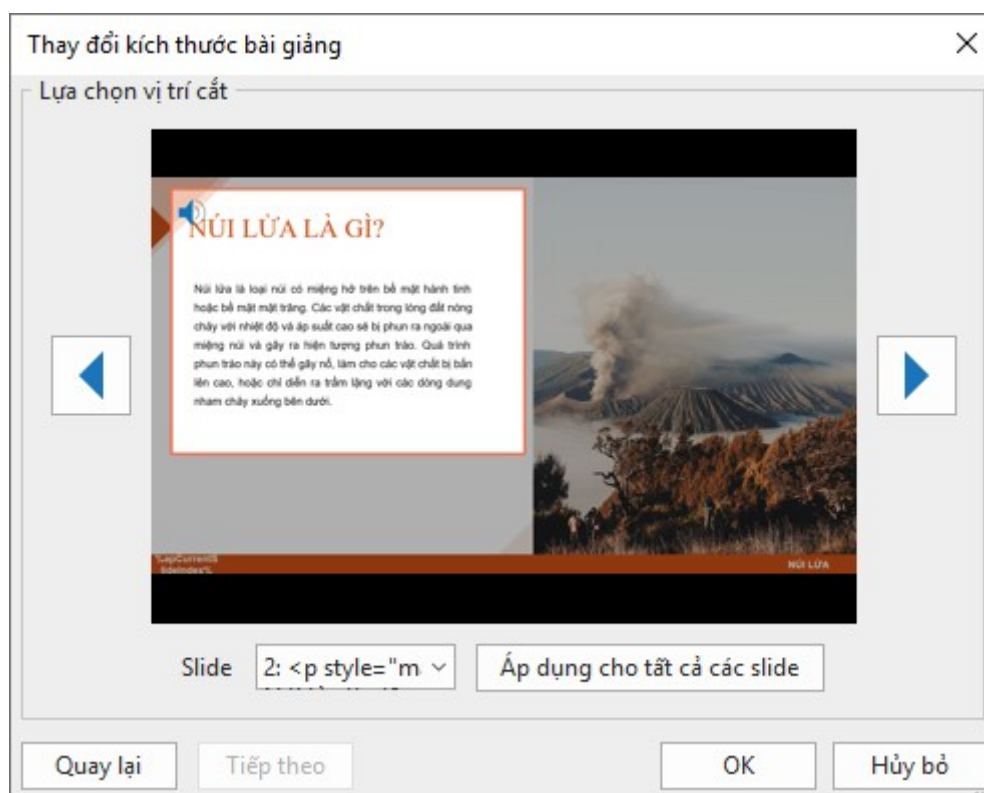 Thay đổi kích thước bài giảng
Lựa chọn vị trí cắt
NÚI LỬA LÀ GÌ?
Núi lửa là loại núi có miệng hở trên bề mặt hành tinh
hoặc bề mặt mặt trăng. Các vật chất trong lòng đất nóng
chảy với nhiệt độ và áp suất cao sẽ bị phun ra ngoài qua
miệng núi và gây ra hiện tượng phun trào. Quá trình
phun trào này có thể gây nổ, làm cho các vật chất bị bắn
lên cao, hoặc chỉ diễn ra trầm lặng với các dòng dung
nham chảy xuống bên dưới.
%apCurrentS
lideIndex%
NÚI LỬA
Slide
2: <p style="m
Áp dụng cho tất cả các slide
Quay lại
Tiếp theo
OK
Hủy bỏ